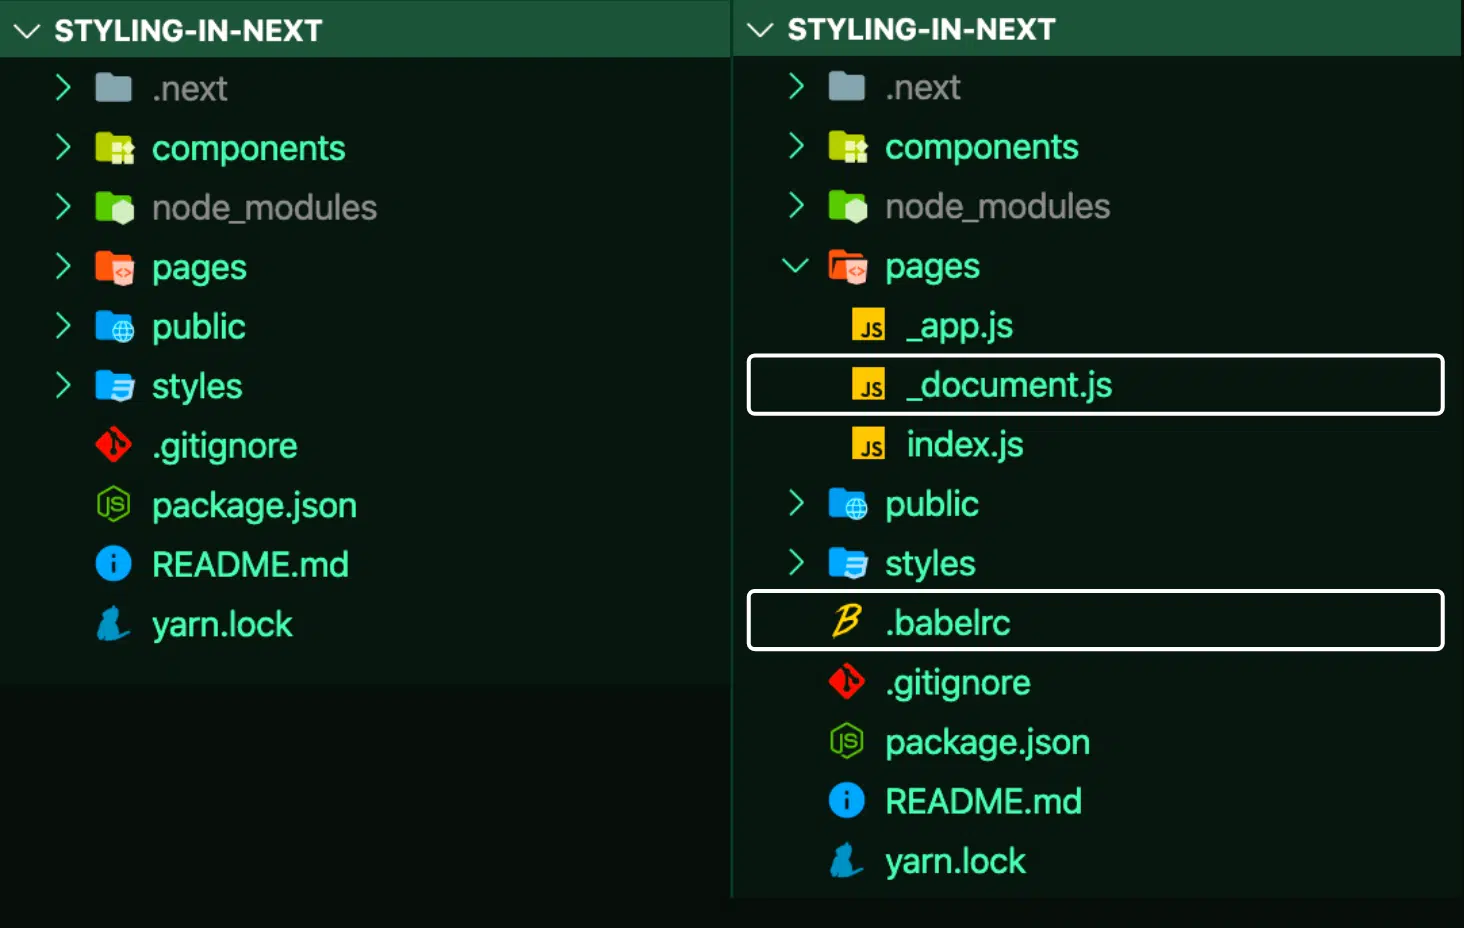 STYLING-IN-NEXT
.next
components
node_modules
pages
public
styles
.gitignore
JS package.json
README.md
yarn.lock
STYLING-IN-NEXT
.next
components
node_modules
pages
JS _app.js
JS _document.js
JS index.js
public
styles
.babelrc
.gitignore
JS package.json
README.md
yarn.lock